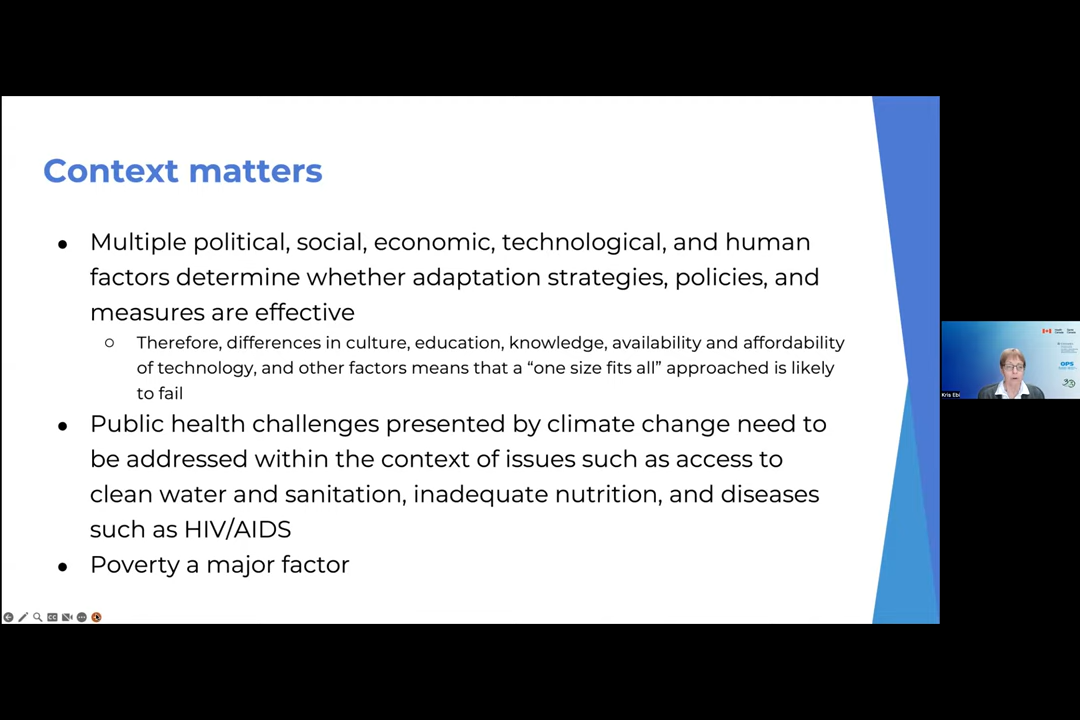 Context matters
Multiple political, social, economic, technological, and human
factors determine whether adaptation strategies, policies, and
measures are effective
Therefore, differences in culture, education, knowledge, availability and affordability
of technology, and other factors means that a “one size fits all” approached is likely
to fail
Public health challenges presented by climate change need to
be addressed within the context of issues such as access to
clean water and sanitation, inadequate nutrition, and diseases
such as HIV/AIDS
Poverty a major factor
OPS
Kris Ebi